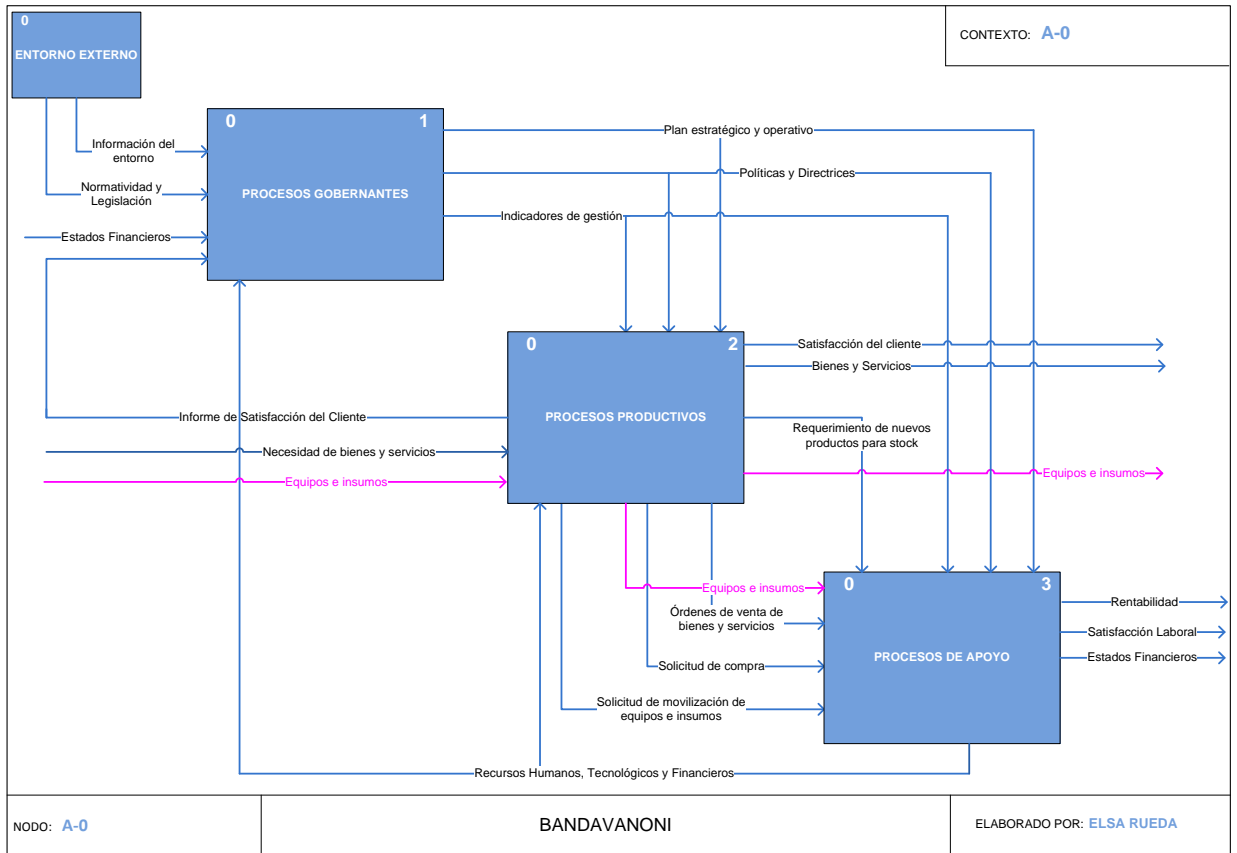 0
ENTORNO EXTERNO
CONTEXTO: A-0
0 1
PROCESOS GOBERNANTES
Información del
entorno
Normatividad y
Legislación
Estados Financieros
Plan estratégico y operativo
Políticas y Directrices
Indicadores de gestión
0 2
PROCESOS PRODUCTIVOS
Satisfacción del cliente
Bienes y Servicios
Informe de Satisfacción del Cliente
Requerimiento de nuevos
productos para stock
Necesidad de bienes y servicios
Equipos e insumos
Equipos e insumos
Equipos e insumos
Órdenes de venta de
bienes y servicios
Solicitud de compra
Solicitud de movilización de
equipos e insumos
0 3
PROCESOS DE APOYO
Rentabilidad
Satisfacción Laboral
Estados Financieros
Recursos Humanos, Tecnológicos y Financieros
NODO: A-0
BANDAVANONI
ELABORADO POR: ELSA RUEDA